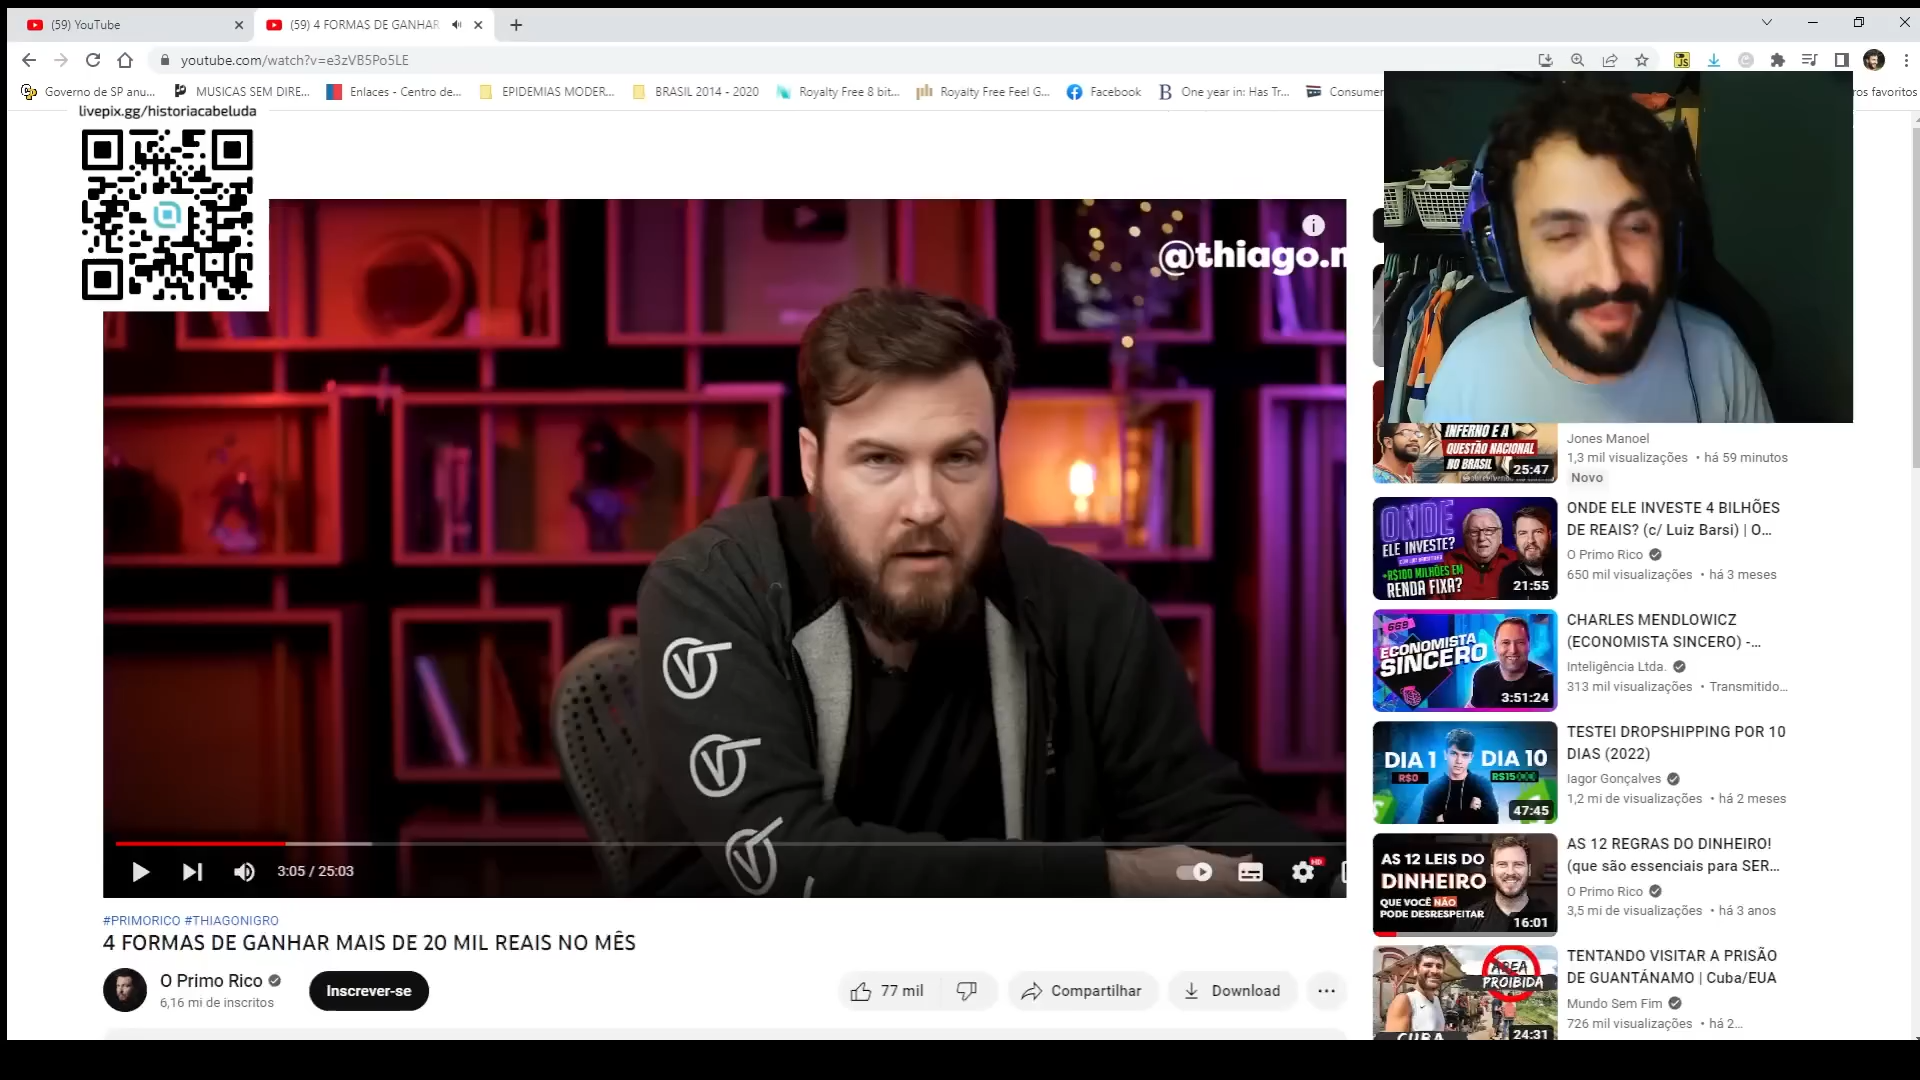 (59) YouTube
(59) 4 FORMAS DE GANHAR
youtube.com/watch?v=e3zVB5Po5LE
Governo de SP anu...
MUSICAS SEM DIRE...
Enlaces - Centro de...
EPIDEMIAS MODER...
BRASIL 2014 - 2020
Royalty Free 8 bit...
Royalty Free Feel G...
Facebook
One year in: Has Tr...
Consumer
ros favoritos
livepix.gg/historiacabeluda
@thiago.n
3:05 / 25:03
#PRIMORICO #THIAGONIGRO
4 FORMAS DE GANHAR MAIS DE 20 MIL REAIS NO MÊS
O Primo Rico
6,16 mi de inscritos
Inscrever-se
77 mil
Compartilhar
Download
INFERNO E A
QUESTÃO NACIONAL
NO BRASIL
25:47
Jones Manoel
1,3 mil visualizações • há 59 minutos
Novo
ONDE
ELE INVESTE?
+R$100 MILHÕES EM
RENDA FIXA?
21:55
ONDE ELE INVESTE 4 BILHÕES
DE REAIS? (c/ Luiz Barsi) | O...
O Primo Rico
650 mil visualizações • há 3 meses
669
ECONOMISTA
SINCERO
3:51:24
CHARLES MENDLOWICZ
(ECONOMISTA SINCERO) -...
Inteligência Ltda.
313 mil visualizações • Transmitido...
DIA 1
R$0
DIA 10
47:45
TESTEI DROPSHIPPING POR 10
DIAS (2022)
Iagor Gonçalves
1,2 mi de visualizações • há 2 meses
AS 12 LEIS DO
DINHEIRO
QUE VOCÊ NÃO
PODE DESRESPEITAR
16:01
AS 12 REGRAS DO DINHEIRO!
(que são essenciais para SER...
O Primo Rico
3,5 mi de visualizações • há 3 anos
ÁREA
PROIBIDA
CUBA
24:31
TENTANDO VISITAR A PRISÃO
DE GUANTÁNAMO | Cuba/EUA
Mundo Sem Fim
726 mil visualizações • há 2...